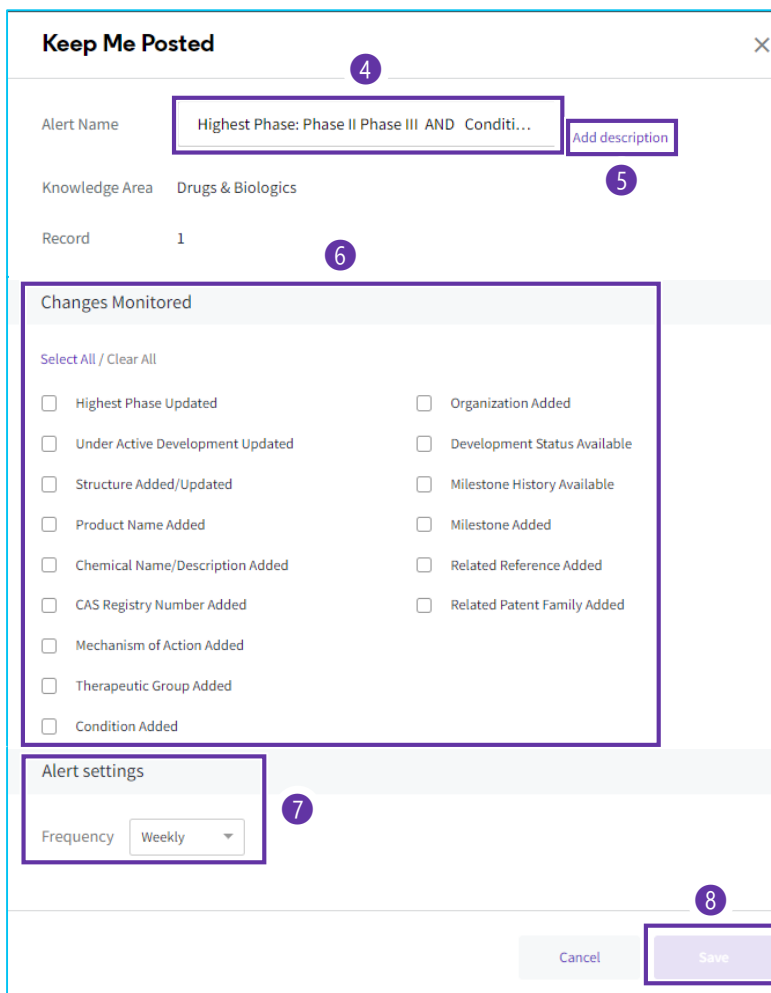 Keep Me Posted
4
Alert Name Highest Phase: Phase II Phase III AND Conditi...
Add description
5
Knowledge Area Drugs & Biologics
Record 1
6
Changes Monitored
Select All / Clear All
Highest Phase Updated Organization Added
Under Active Development Updated Development Status Available
Structure Added/Updated Milestone History Available
Product Name Added Milestone Added
Chemical Name/Description Added Related Reference Added
CAS Registry Number Added Related Patent Family Added
Mechanism of Action Added
Therapeutic Group Added
Condition Added
Alert settings
7
Frequency Weekly
8
Cancel Save